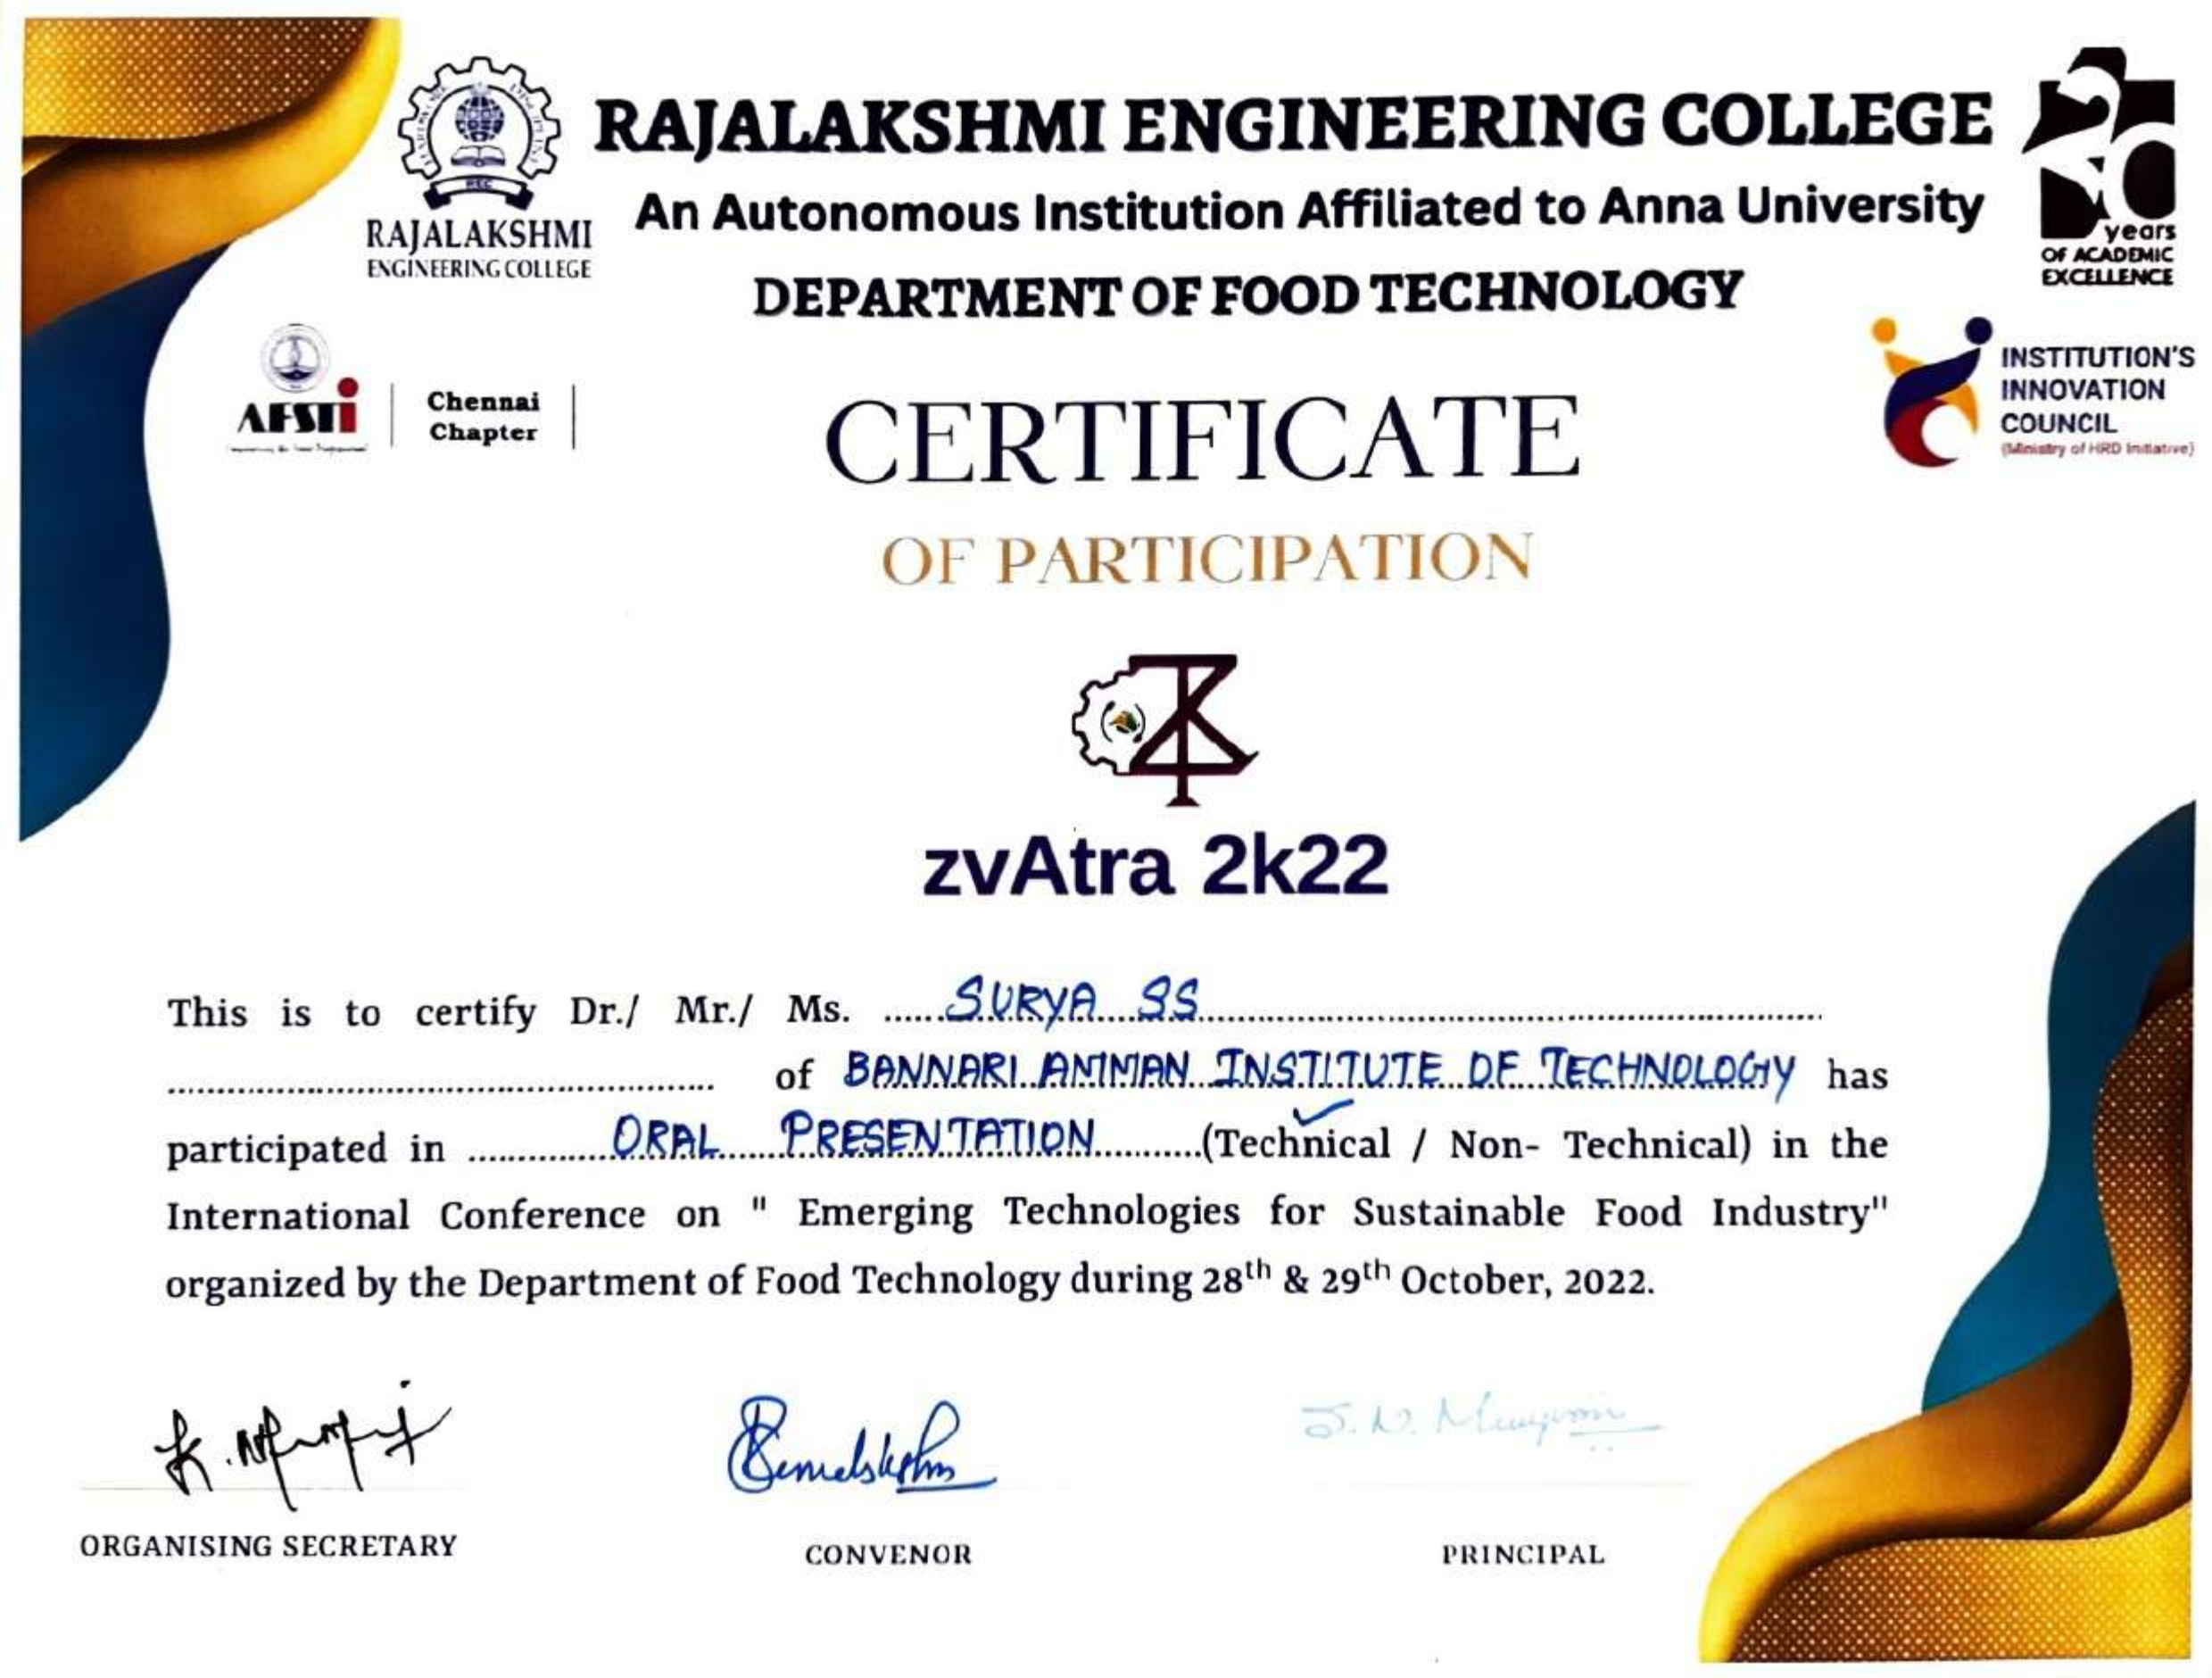 RAJALAKSHMI ENGINEERING COLLEGE
An Autonomous Institution Affiliated to Anna University
DEPARTMENT OF FOOD TECHNOLOGY
REC
RAJALAKSHMI
ENGINEERING COLLEGE
25
years
OF ACADEMIC
EXCELLENCE
AFSTi
Chennai
Chapter
INSTITUTION'S
INNOVATION
COUNCIL
(Ministry of HRD Initiative)
CERTIFICATE
OF PARTICIPATION
zvAtra 2k22
This is to certify Dr./ Mr./ Ms. ......SURYA SS......
...... of BANNARI AMMAN INSTITUTE OF TECHNOLOGY has
participated in ......ORAL PRESENTATION......(Technical / Non- Technical) in the
International Conference on " Emerging Technologies for Sustainable Food Industry"
organized by the Department of Food Technology during 28th & 29th October, 2022.
ORGANISING SECRETARY
CONVENOR
PRINCIPAL